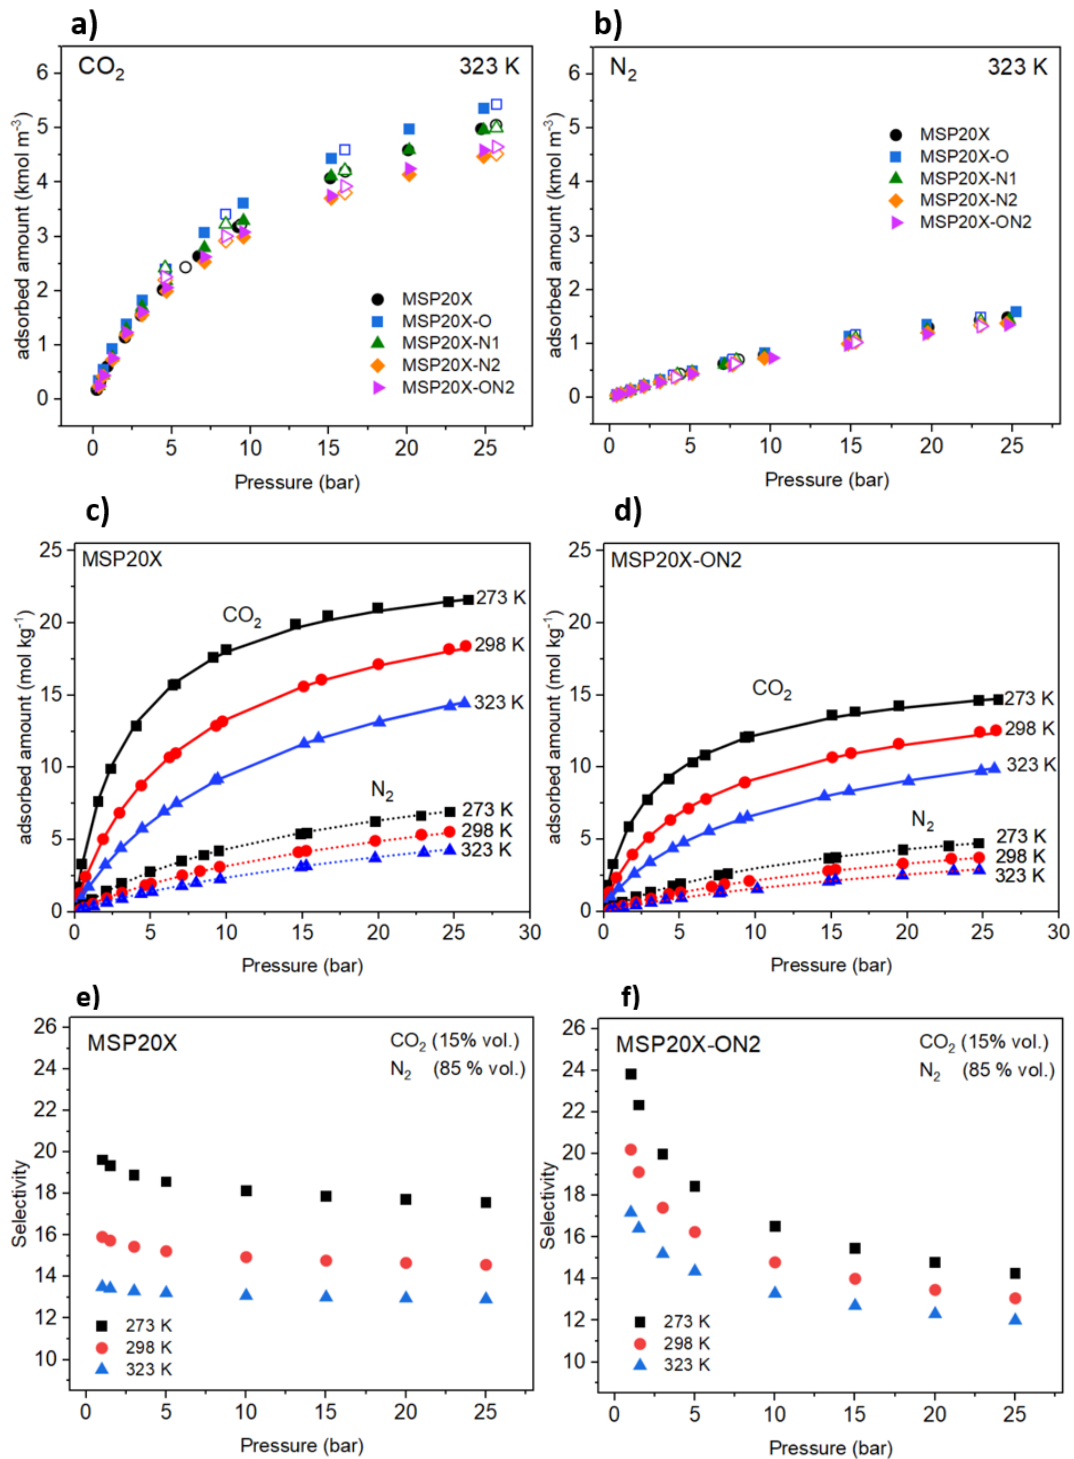 a)
CO2
323 K
6
5
4
3
2
1
0
adsorbed amount (kmol m-3)
MSP20X
MSP20X-O
MSP20X-N1
MSP20X-N2
MSP20X-ON2
0 5 10 15 20 25
Pressure (bar)
b)
N2
323 K
6
5
4
3
2
1
0
adsorbed amount (kmol m-3)
MSP20X
MSP20X-O
MSP20X-N1
MSP20X-N2
MSP20X-ON2
0 5 10 15 20 25
Pressure (bar)
c)
MSP20X
25
20
15
10
5
0
adsorbed amount (mol kg-1)
CO2
273 K
298 K
323 K
N2
273 K
298 K
323 K
0 5 10 15 20 25 30
Pressure (bar)
d)
MSP20X-ON2
25
20
15
10
5
0
adsorbed amount (mol kg-1)
CO2
273 K
298 K
323 K
N2
273 K
298 K
323 K
0 5 10 15 20 25 30
Pressure (bar)
e)
MSP20X
CO2 (15% vol.)
N2 (85 % vol.)
26
24
22
20
18
16
14
12
10
Selectivity
273 K
298 K
323 K
0 5 10 15 20 25
Pressure (bar)
f)
MSP20X-ON2
CO2 (15% vol.)
N2 (85 % vol.)
26
24
22
20
18
16
14
12
10
Selectivity
273 K
298 K
323 K
0 5 10 15 20 25
Pressure (bar)